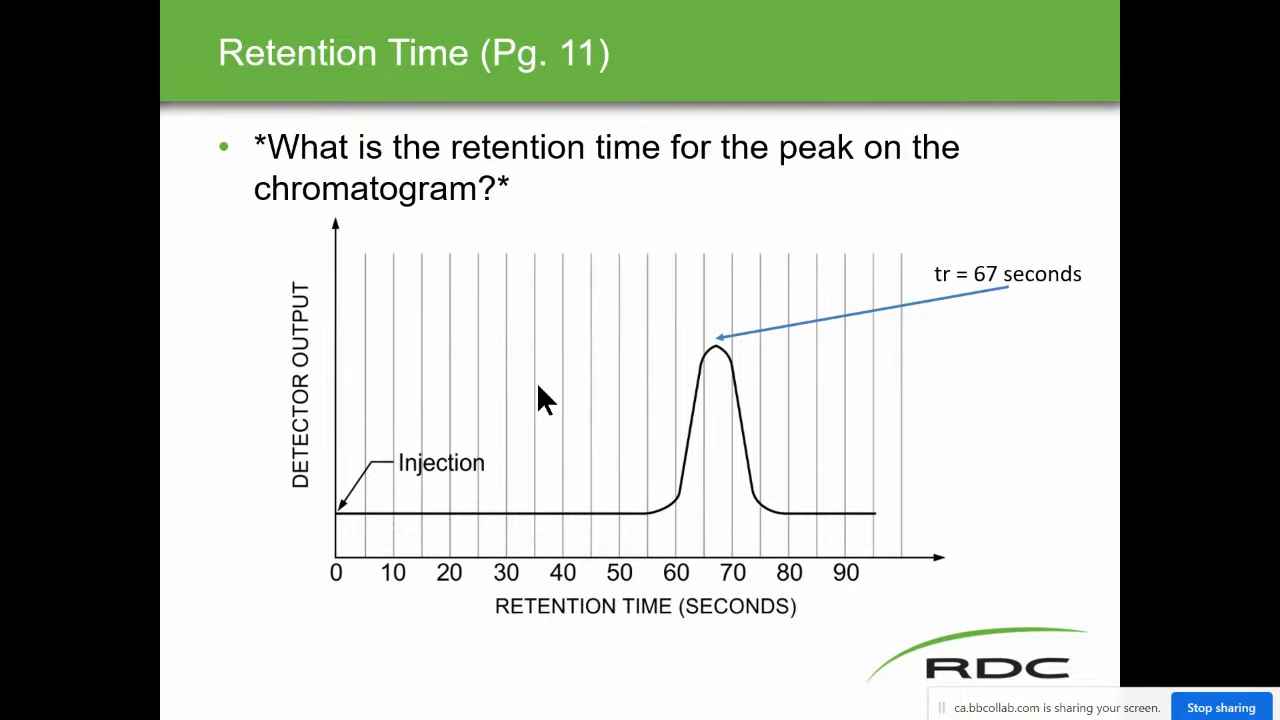 Retention Time (Pg. 11)
• *What is the retention time for the peak on the
chromatogram?*
tr = 67 seconds
DETECTOR OUTPUT
Injection
0 10 20 30 40 50 60 70 80 90
RETENTION TIME (SECONDS)
RDC
ca.bbcollab.com is sharing your screen.
Stop sharing